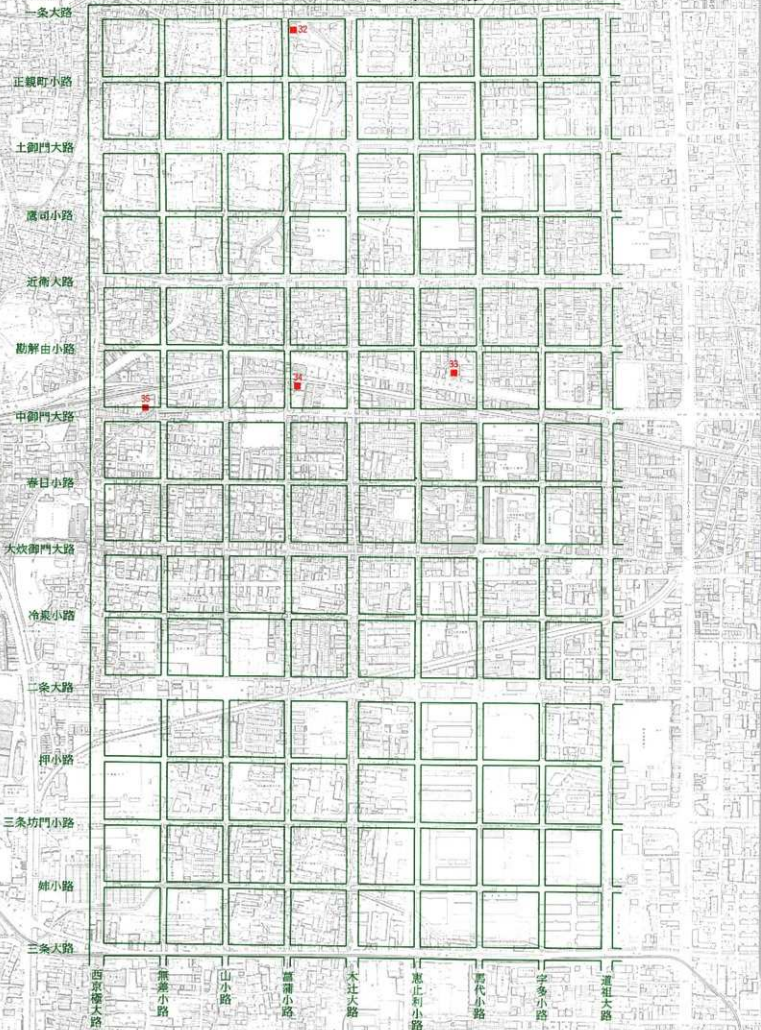 一条大路
32
正親町小路
土御門大路
鷹司小路
近衛大路
勘解由小路
33
34
35
中御門大路
春日小路
大炊御門大路
冷泉小路
二条大路
押小路
三条坊門小路
姉小路
三条大路
西京極大路
無差小路
山小路
菖蒲小路
木辻大路
恵止利小路
馬代小路
宇多小路
道祖大路